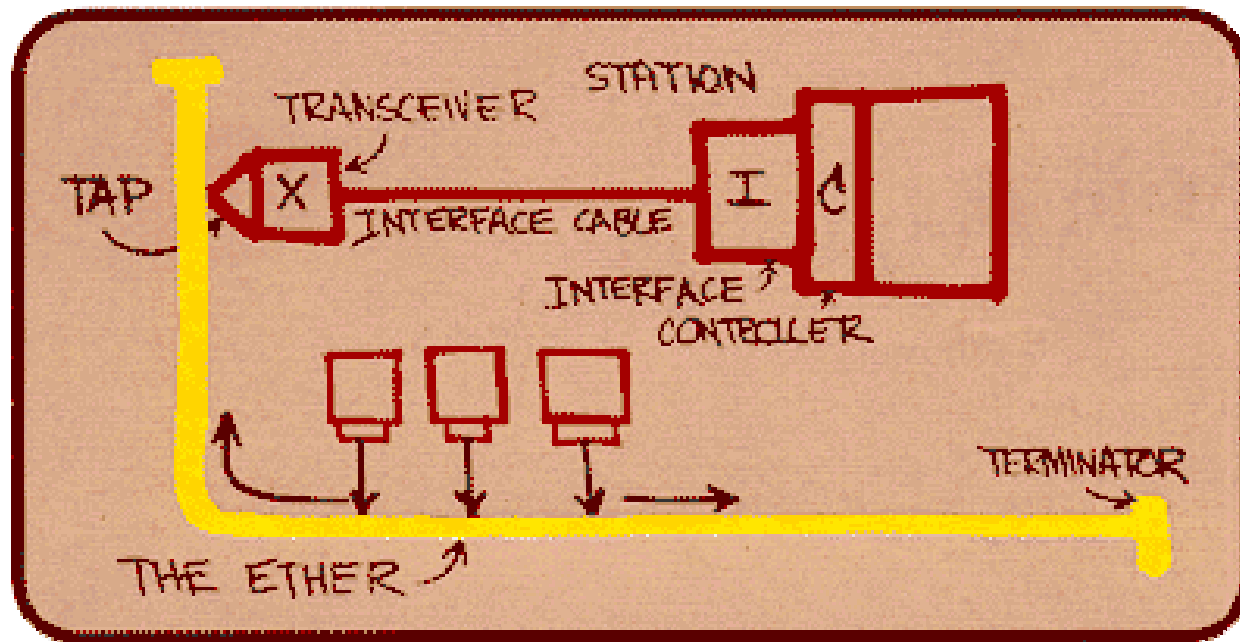 STATION
TRANSCEIVER
TAP
X
I
C
INTERFACE CABLE
INTERFACE
CONTROLLER
TERMINATOR
THE ETHER